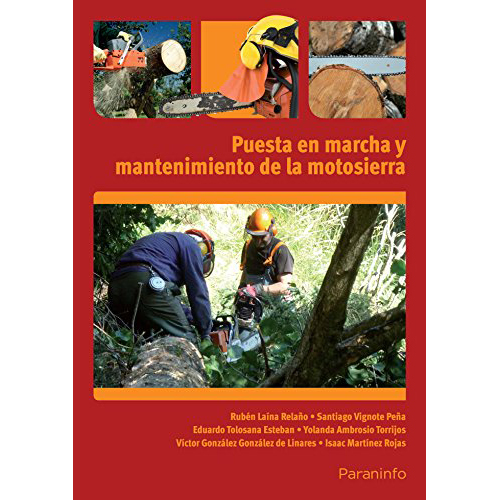 Puesta en marcha y
mantenimiento de la motosierra
Rubén Laina Relaño • Santiago Vignote Peña
Eduardo Tolosana Esteban • Yolanda Ambrosio Torrijos
Víctor González González de Linares • Isaac Martínez Rojas
Paraninfo